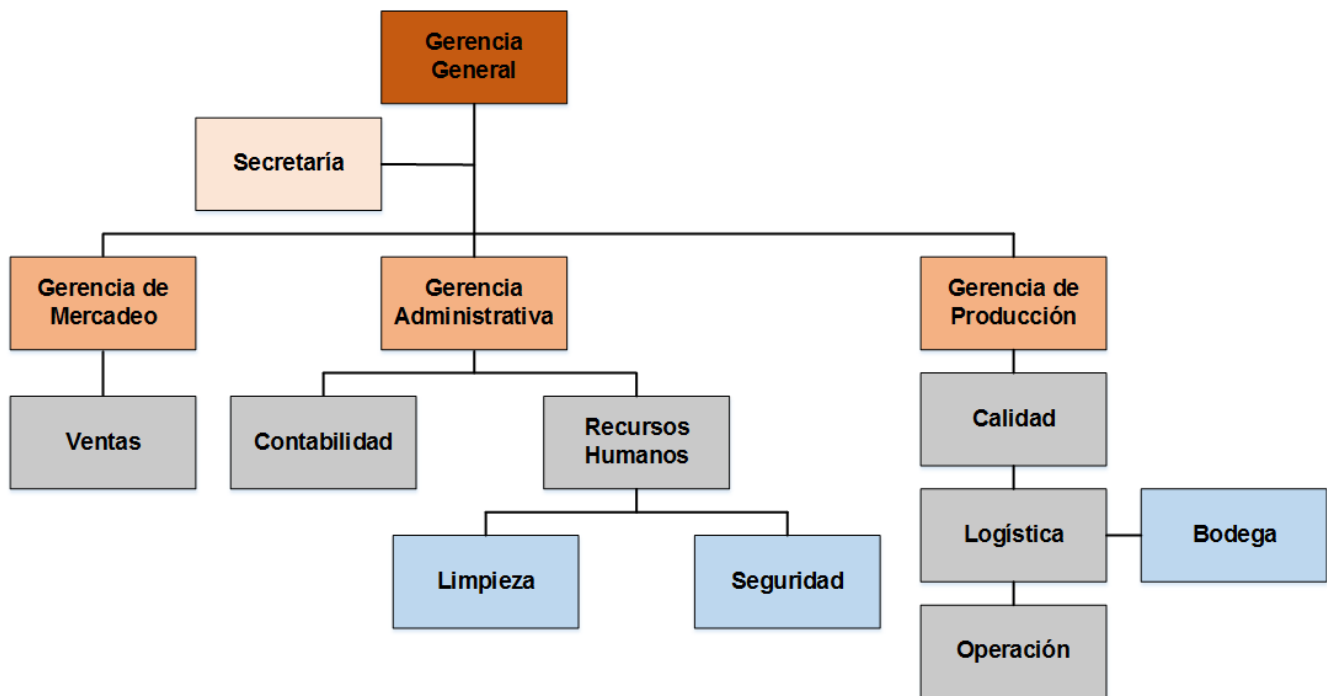 Gerencia
General
Secretaría
Gerencia de
Mercadeo
Gerencia
Administrativa
Gerencia de
Producción
Ventas
Contabilidad
Recursos
Humanos
Calidad
Logística
Bodega
Limpieza
Seguridad
Operación